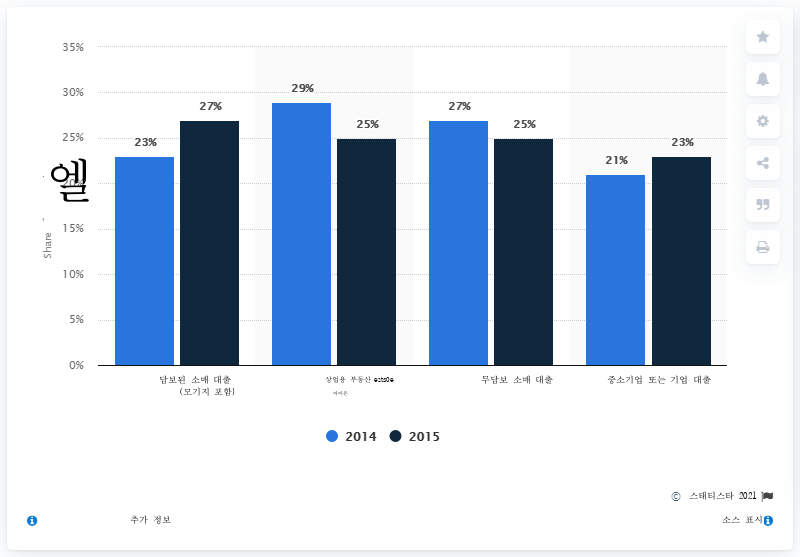 35%
30%
25%
20%
15%
10%
5%
0%
엘
Share
23%
27%
29%
25%
27%
25%
21%
23%
담보된 소매 대출
(모기지 포함)
상업용 부동산
무담보 소매 대출
중소기업 또는 기업 대출
2014
2015
© 스태티스타 2021
추가 정보
소스 표시